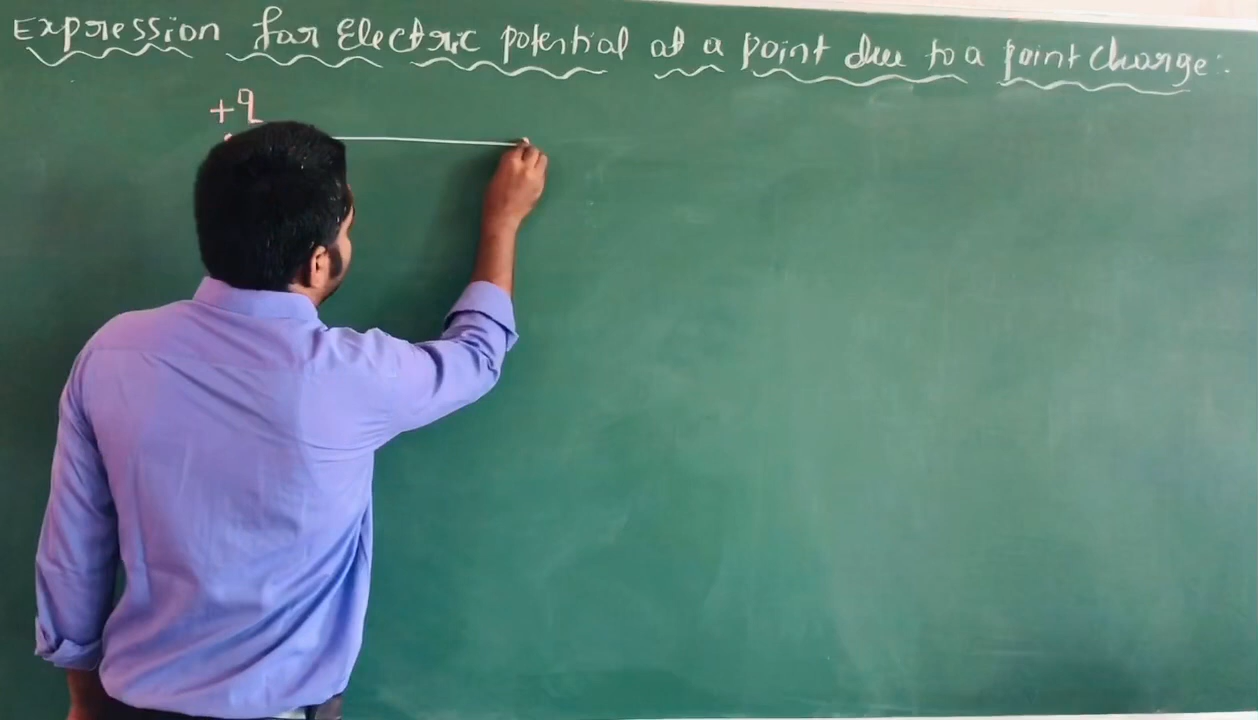 Expression for Electric potential at a point due to a point charge:
+q